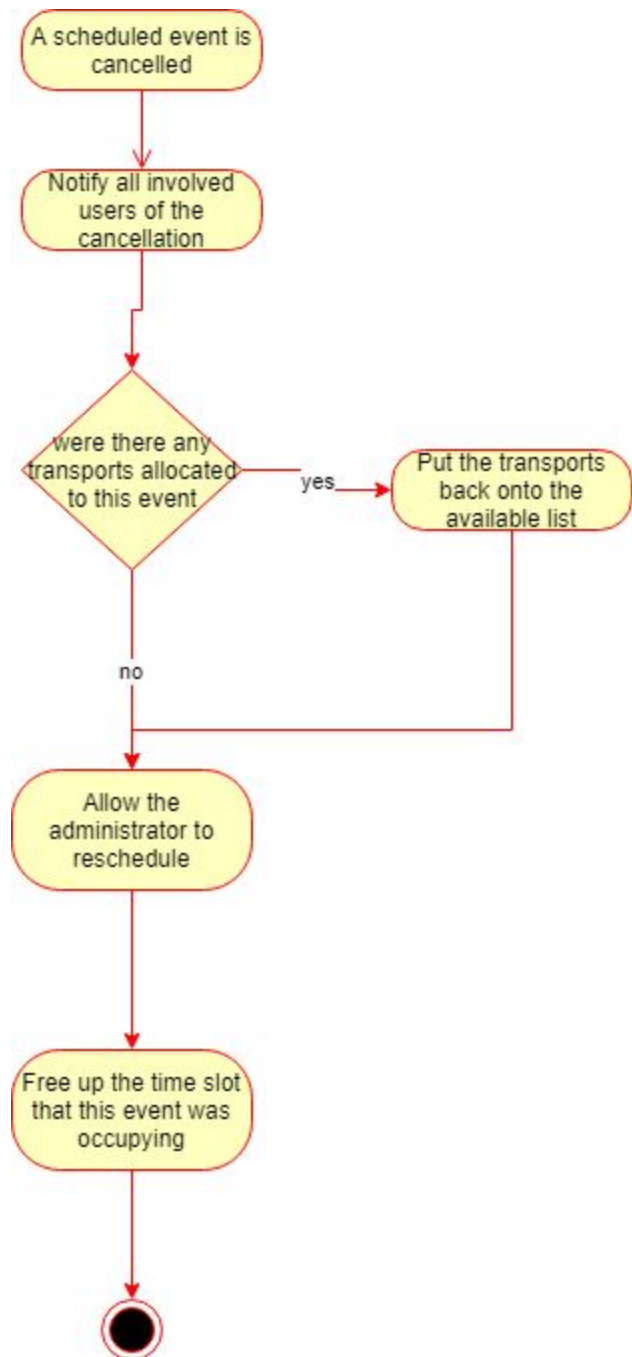 A scheduled event is
cancelled
Notify all involved
users of the
cancellation
were there any
transports allocated
to this event
yes
Put the transports
back onto the
available list
no
Allow the
administrator to
reschedule
Free up the time slot
that this event was
occupying